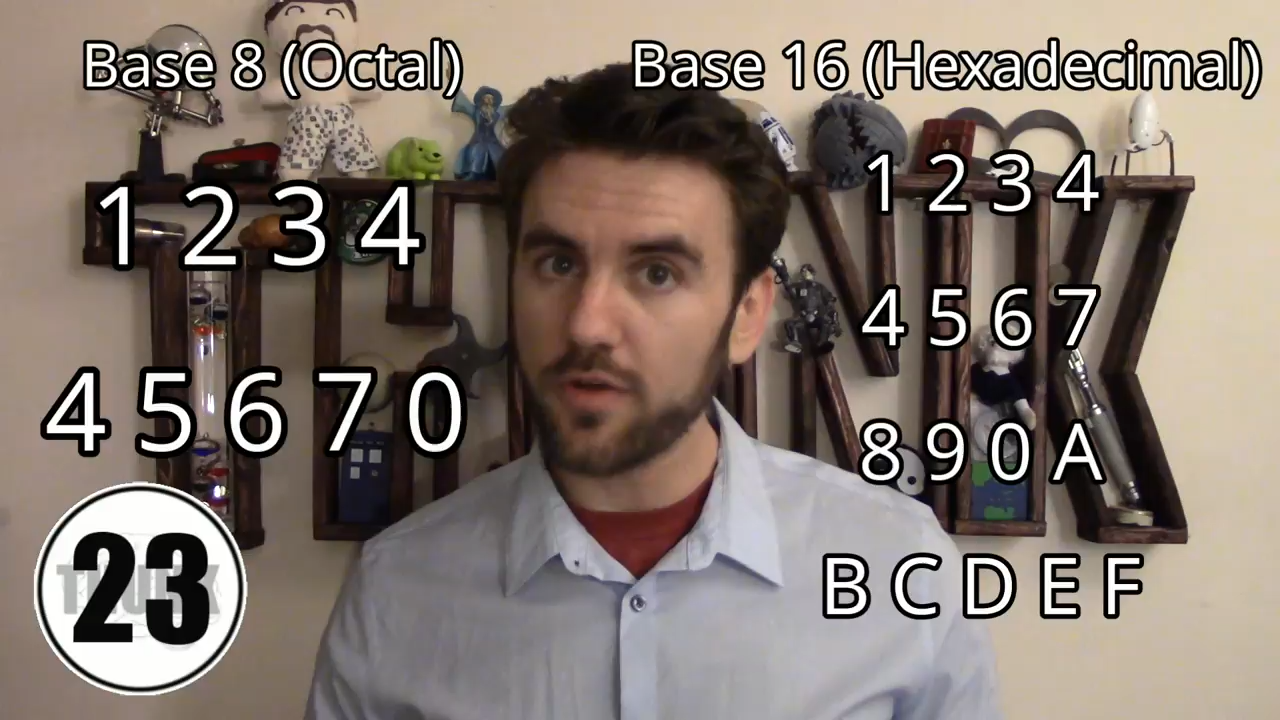 Base 8 (Octal)
1 2 3 4
4 5 6 7 0
23
Base 16 (Hexadecimal)
1 2 3 4
4 5 6 7
8 9 0 A
B C D E F